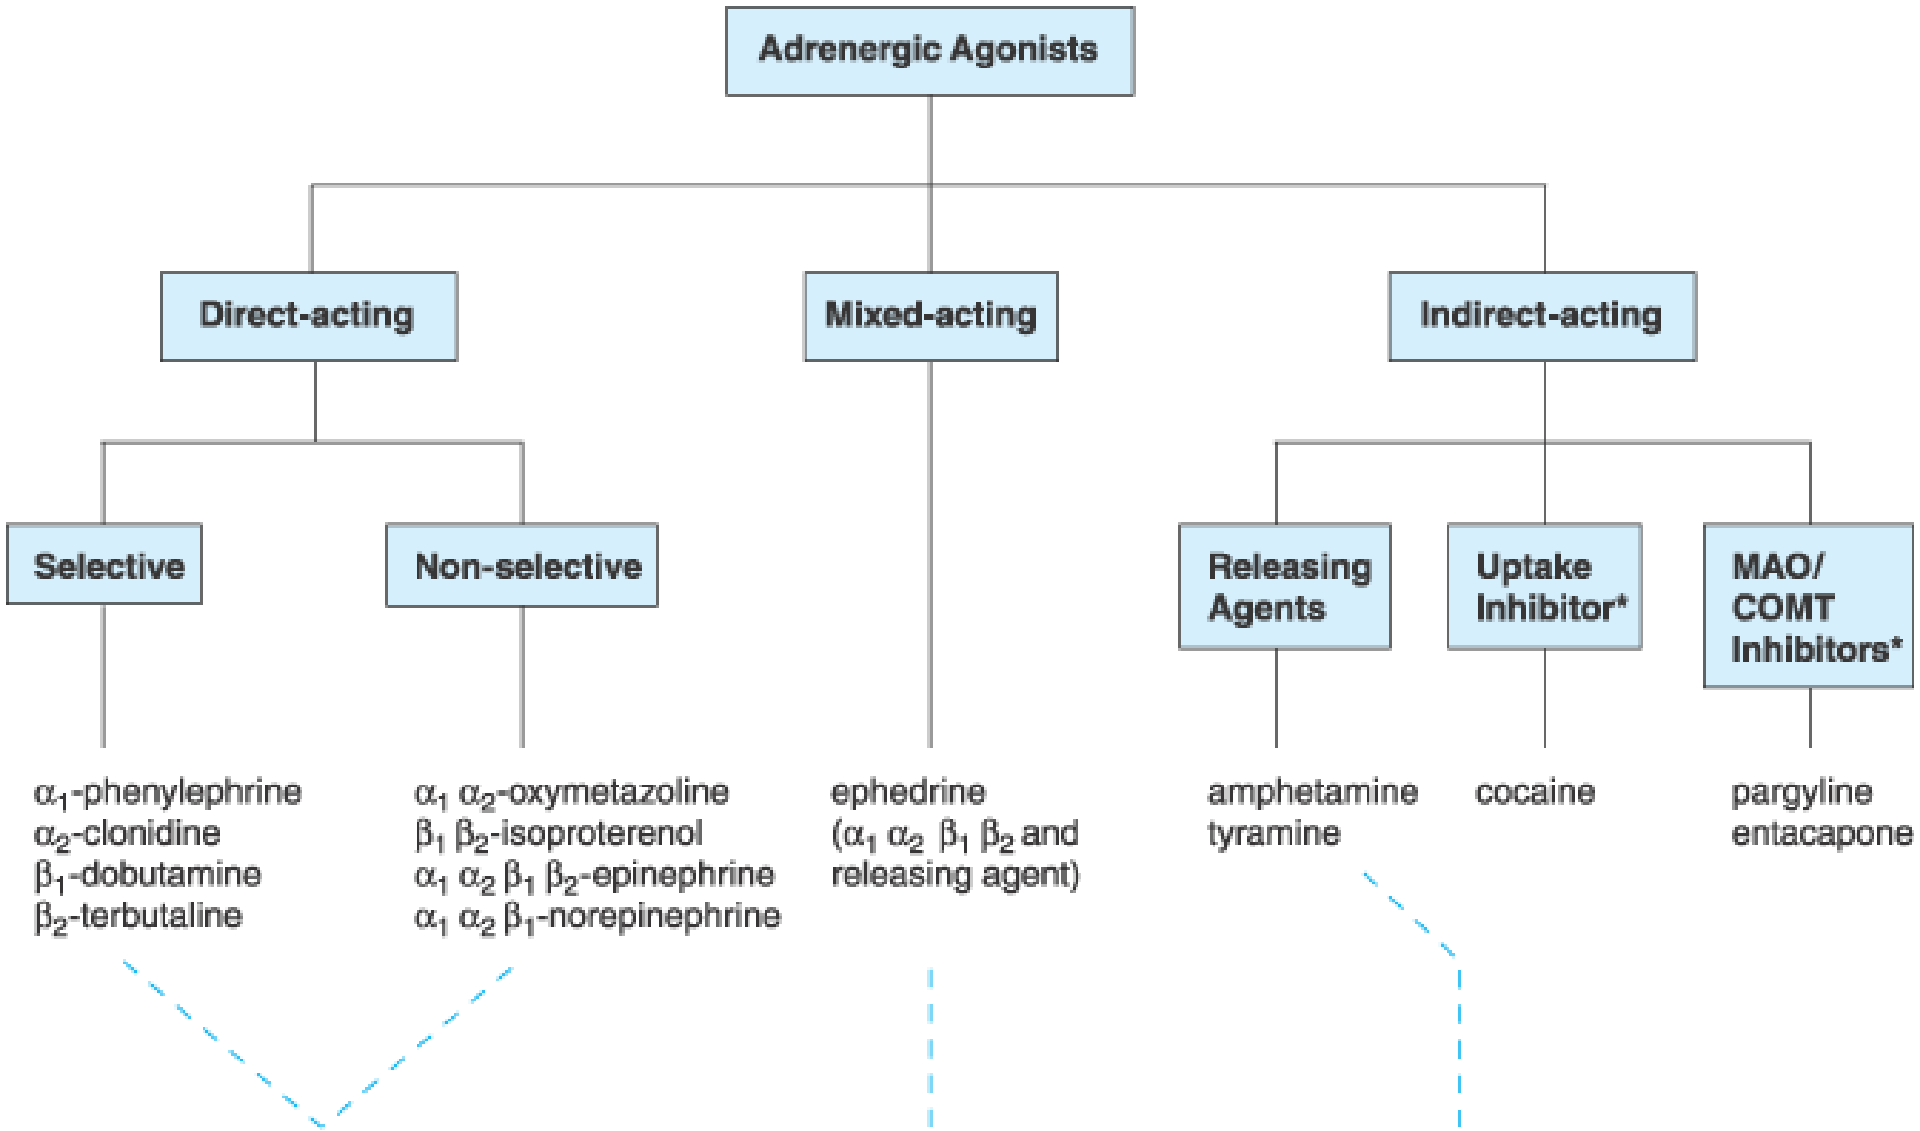 Adrenergic Agonists
Direct-acting
Mixed-acting
Indirect-acting
Selective
Non-selective
Releasing
Agents
Uptake
Inhibitor*
MAO/
COMT
Inhibitors*
α₁-phenylephrine
α₂-clonidine
β₁-dobutamine
β₂-terbutaline
α₁ α₂-oxymetazoline
β₁ β₂-isoproterenol
α₁ α₂ β₁ β₂-epinephrine
α₁ α₂ β₁-norepinephrine
ephedrine
(α₁ α₂ β₁ β₂ and
releasing agent)
amphetamine
tyramine
cocaine
pargyline
entacapone